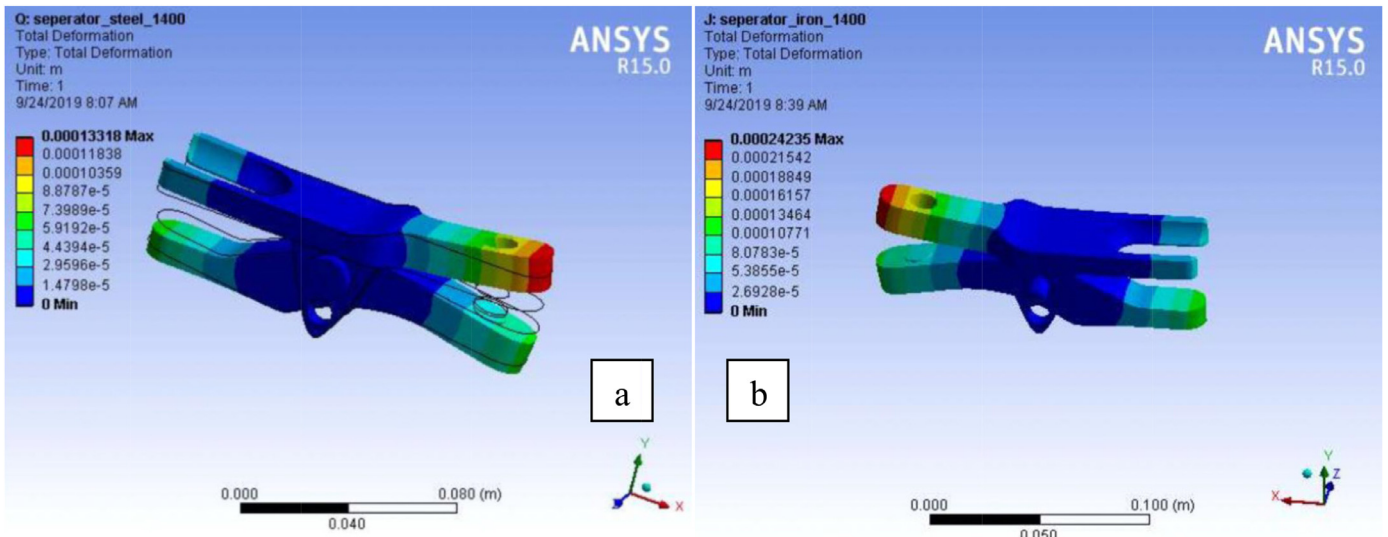 Q: seperator_steel_1400
Total Deformation
Type: Total Deformation
Unit: m
Time: 1
9/24/2019 8:07 AM
0.00013318 Max
0.00011838
0.00010359
8.8787e-5
7.3989e-5
5.9192e-5
4.4394e-5
2.9596e-5
1.4798e-5
0 Min
ANSYS
R15.0
a
0.000
0.080 (m)
0.040
Y
X
Z
J: seperator_iron_1400
Total Deformation
Type: Total Deformation
Unit: m
Time: 1
9/24/2019 8:39 AM
0.00024235 Max
0.00021542
0.00018849
0.00016157
0.00013464
0.00010771
8.0783e-5
5.3855e-5
2.6928e-5
0 Min
ANSYS
R15.0
b
0.000
0.100 (m)
0.050
Y
Z
X